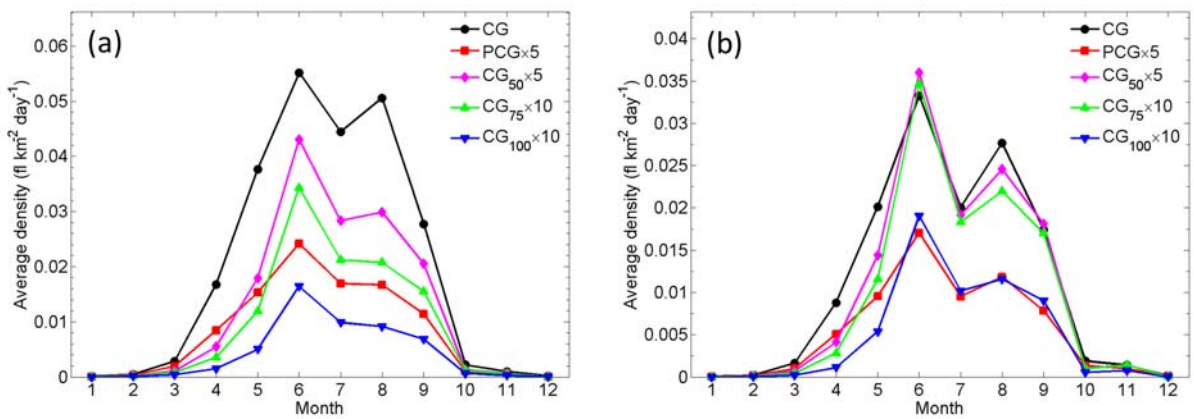 (a)
CG
PCG×5
CG50×5
CG75×10
CG100×10
Average density (fl km-2 day-1)
0.06
0.05
0.04
0.03
0.02
0.01
0
1 2 3 4 5 6 7 8 9 10 11 12
Month
(b)
CG
PCG×5
CG50×5
CG75×10
CG100×10
Average density (fl km-2 day-1)
0.04
0.035
0.03
0.025
0.02
0.015
0.01
0.005
0
1 2 3 4 5 6 7 8 9 10 11 12
Month